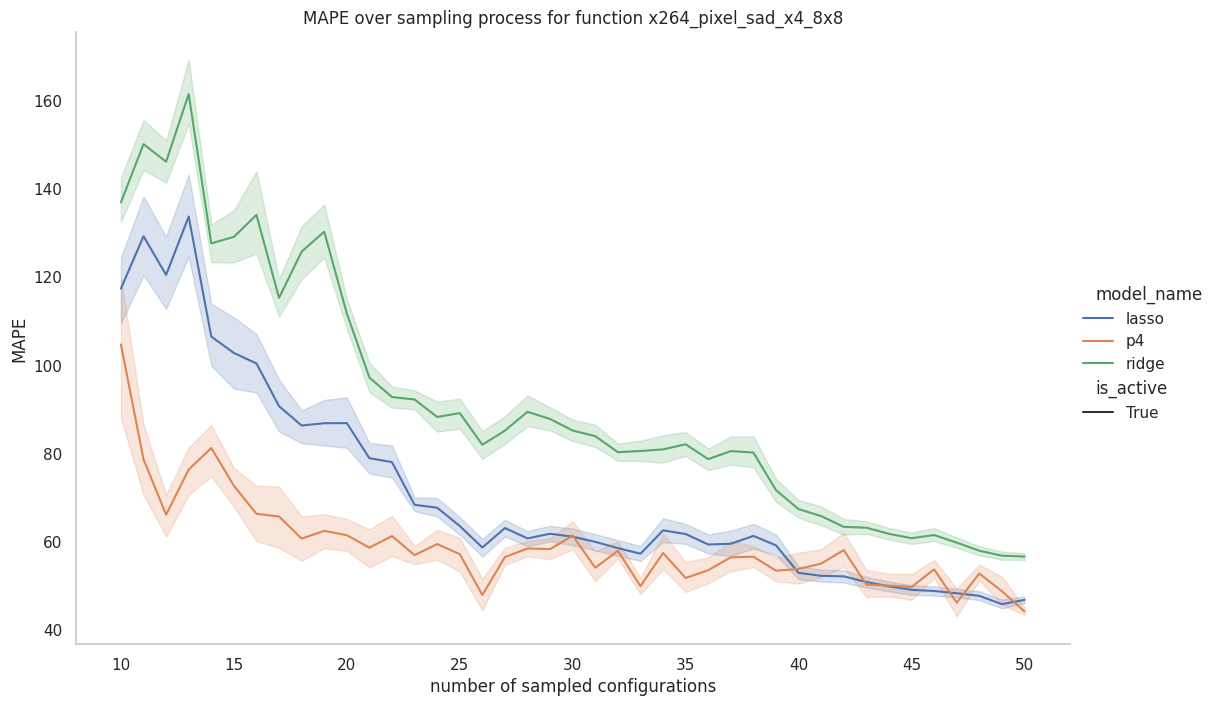 MAPE over sampling process for function x264_pixel_sad_x4_8x8
160
140
120
100
80
60
40
MAPE
10 15 20 25 30 35 40 45 50
number of sampled configurations
model_name
lasso
p4
ridge
is_active
True